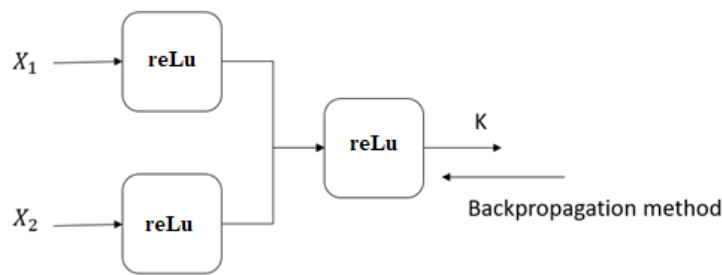 X₁
reLu
reLu
K
X₂
reLu
Backpropagation method